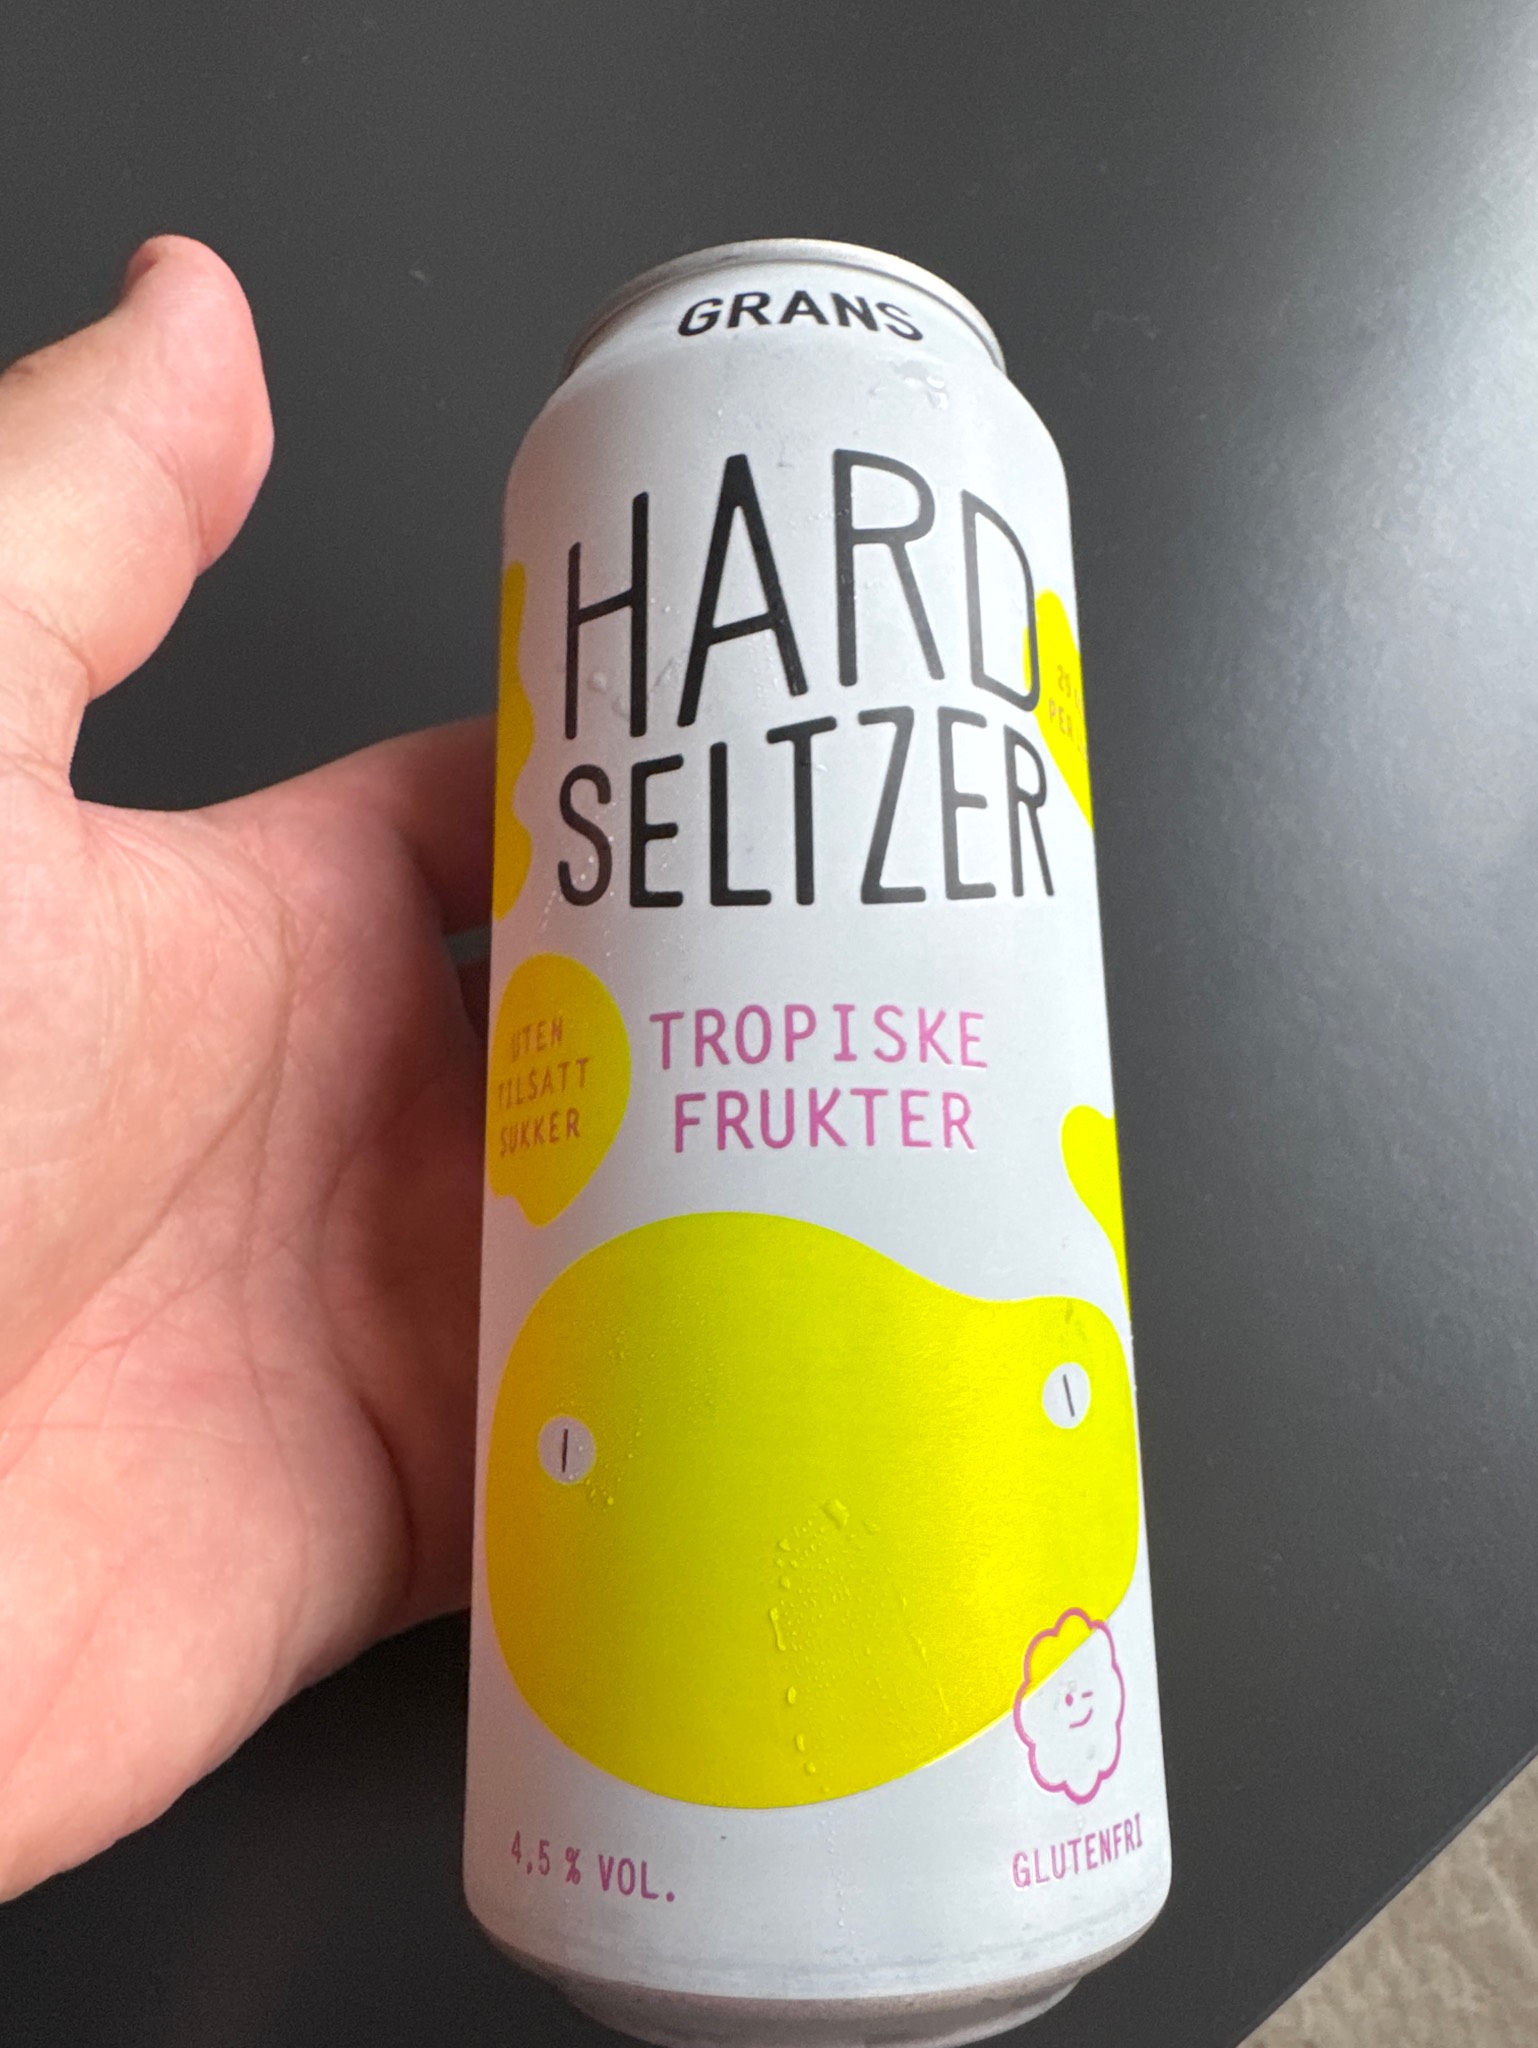 GRANS
HARD
SELTZER
UTEN
TILSATT
SUKKER
TROPISKE
FRUKTER
4,5 % VOL.
GLUTENFRI